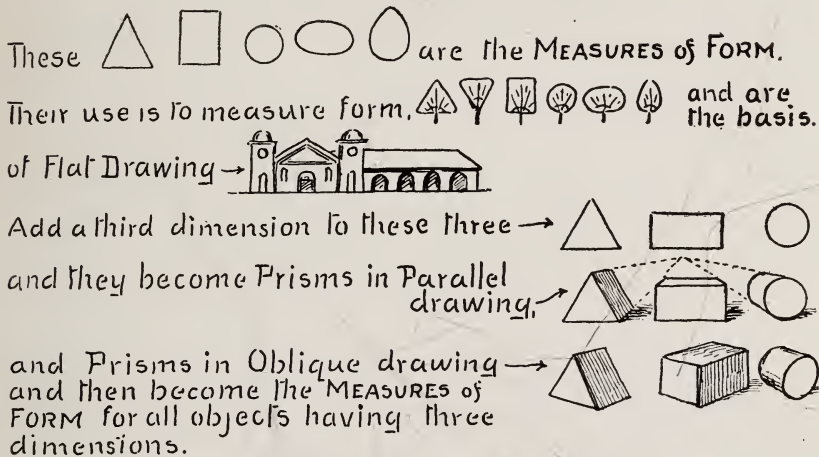 These are the MEASURES of FORM.
Their use is to measure form, and are
the basis.
of Flat Drawing
Add a third dimension to these three
and they become Prisms in Parallel
drawing,
and Prisms in Oblique drawing
and then become the MEASURES of
FORM for all objects having three
dimensions.